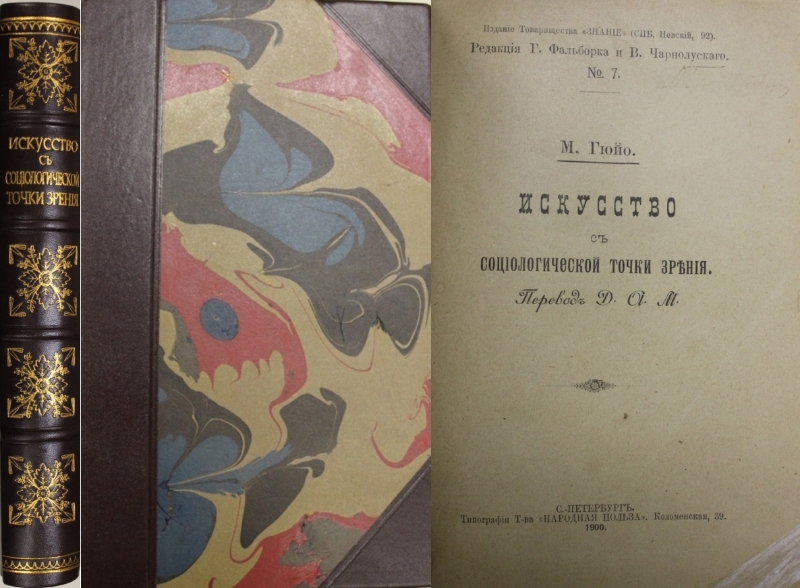 ИСКУССТВО
СЪ
СОЦІОЛОГИЧЕСКОЙ
ТОЧКИ ЗРЕНІЯ
Изданіе Товарищества «ЗНАНІЕ» (СПБ. Невскій, 92).
Редакція Г. Фальборка и В. Чарнолускаго.
№. 7.
М. Гюйо.
ИСКУССТВО
СЪ
СОЦІОЛОГИЧЕСКОЙ ТОЧКИ ЗРѢНІЯ.
Переводъ Д. А. М.
С.-ПЕТЕРБУРГЪ.
Типографія Т-ва «НАРОДНАЯ ПОЛЬЗА». Коломенская, 39.
1900.